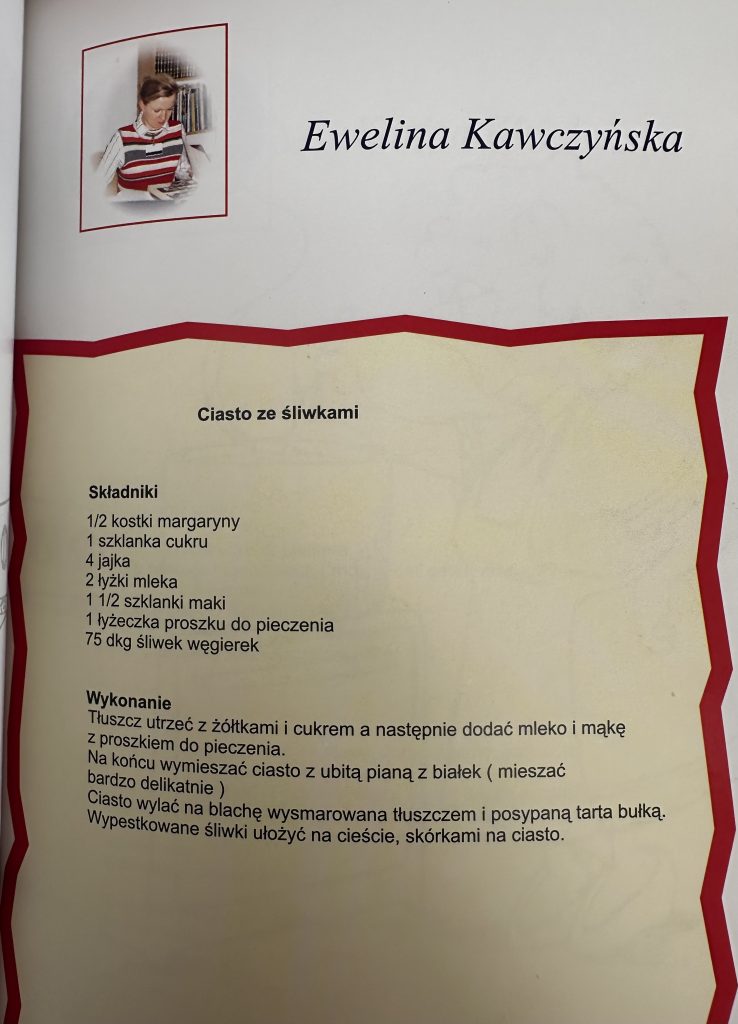 Ewelina Kawczyńska
Ciasto ze śliwkami
Składniki
1/2 kostki margaryny
1 szklanka cukru
4 jajka
2 łyżki mleka
1 1/2 szklanki maki
1 łyżeczka proszku do pieczenia
75 dkg śliwek węgierek
Wykonanie
Tłuszcz utrzeć z żółtkami i cukrem a następnie dodać mleko i mąkę
z proszkiem do pieczenia.
Na końcu wymieszać ciasto z ubitą pianą z białek ( mieszać
bardzo delikatnie )
Ciasto wylać na blachę wysmarowana tłuszczem i posypaną tarta bułką.
Wypestkowane śliwki ułożyć na cieście, skórkami na ciasto.